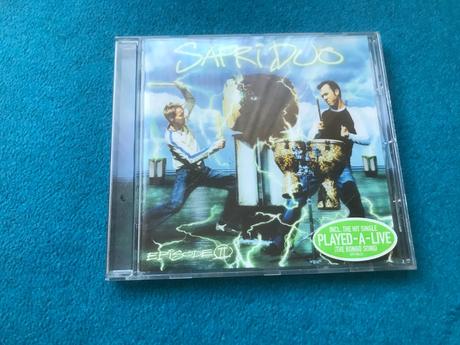 SAFRI DUO
EPISODE II
INCL. THE HIT SINGLE
PLAYED-A-LIVE
(THE BONGO SONG)